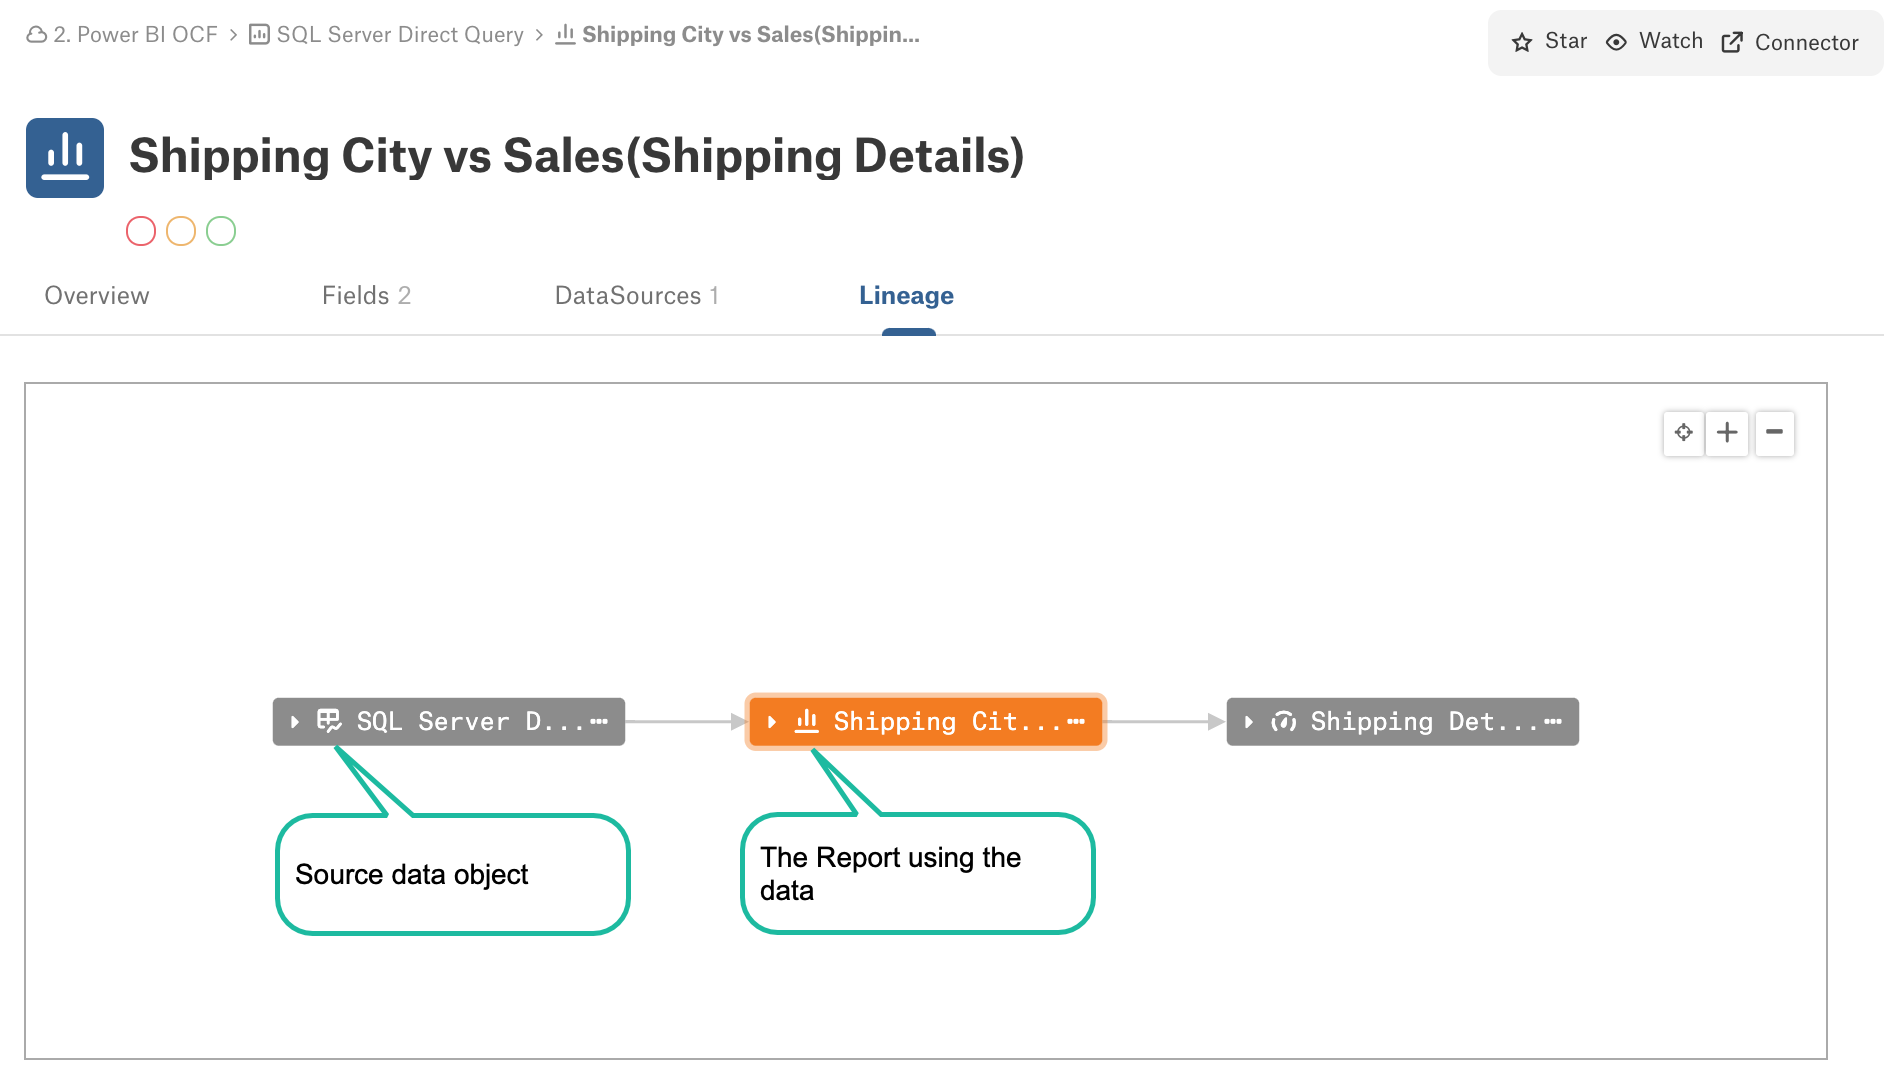 2. Power BI OCF > SQL Server Direct Query > Shipping City vs Sales(Shippin...
Star Watch Connector
Shipping City vs Sales(Shipping Details)
Overview Fields 2 DataSources 1 Lineage
SQL Server D... Shipping Cit... Shipping Det...
Source data object
The Report using the
data